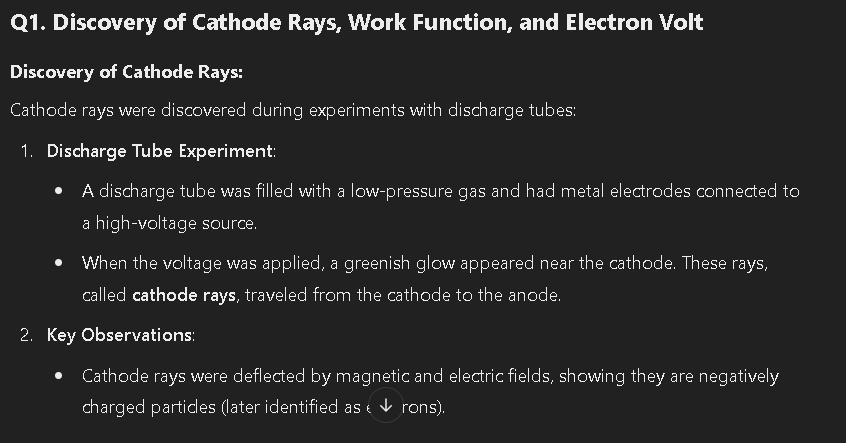 Q1. Discovery of Cathode Rays, Work Function, and Electron Volt
Discovery of Cathode Rays:
Cathode rays were discovered during experiments with discharge tubes:
1. Discharge Tube Experiment:
• A discharge tube was filled with a low-pressure gas and had metal electrodes connected to
a high-voltage source.
• When the voltage was applied, a greenish glow appeared near the cathode. These rays,
called cathode rays, traveled from the cathode to the anode.
2. Key Observations:
• Cathode rays were deflected by magnetic and electric fields, showing they are negatively
charged particles (later identified as